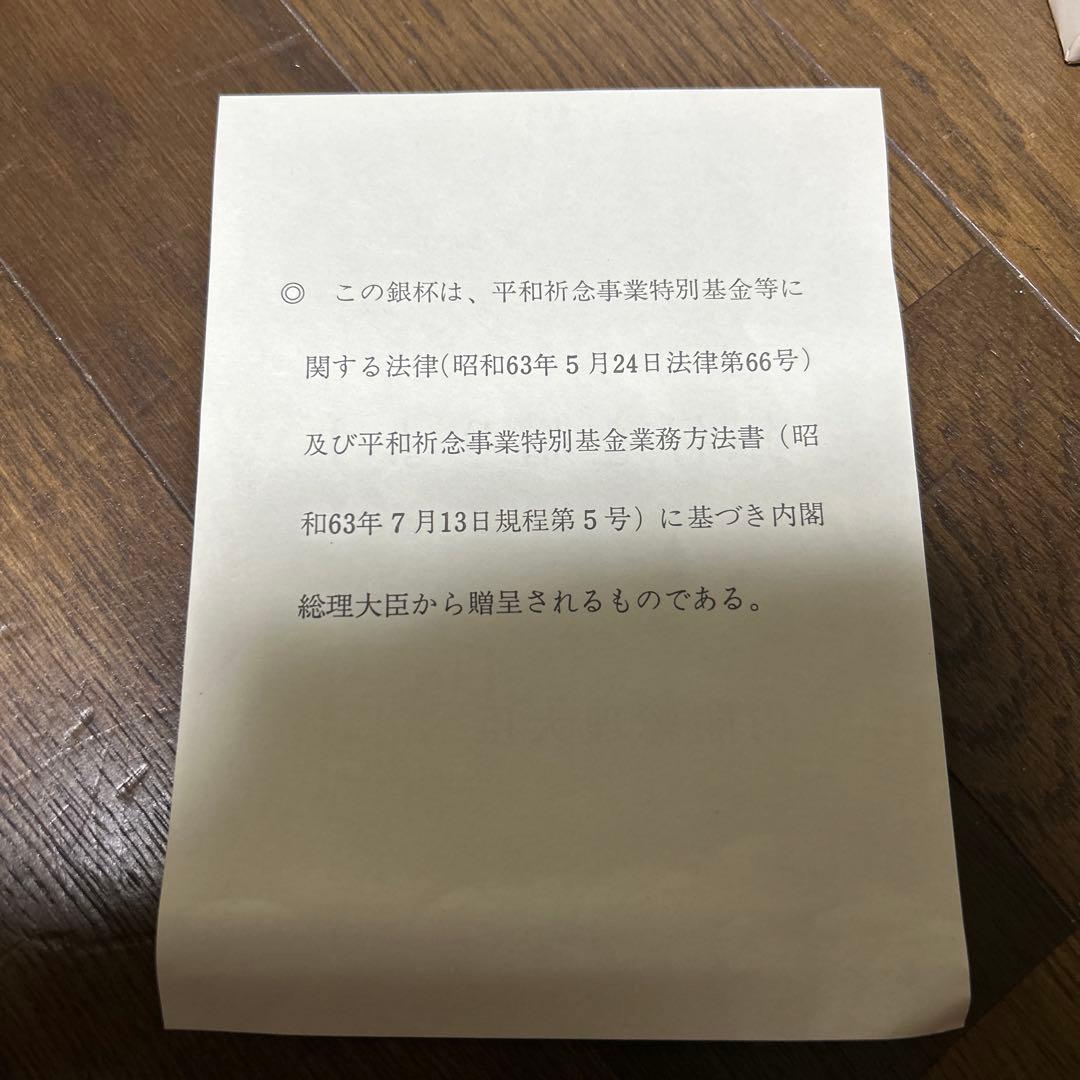 ◎ この銀杯は、平和祈念事業特別基金等に
関する法律(昭和63年5月24日法律第66号)
及び平和祈念事業特別基金業務方法書(昭
和63年7月13日規程第5号)に基づき内閣
総理大臣から贈呈されるものである。